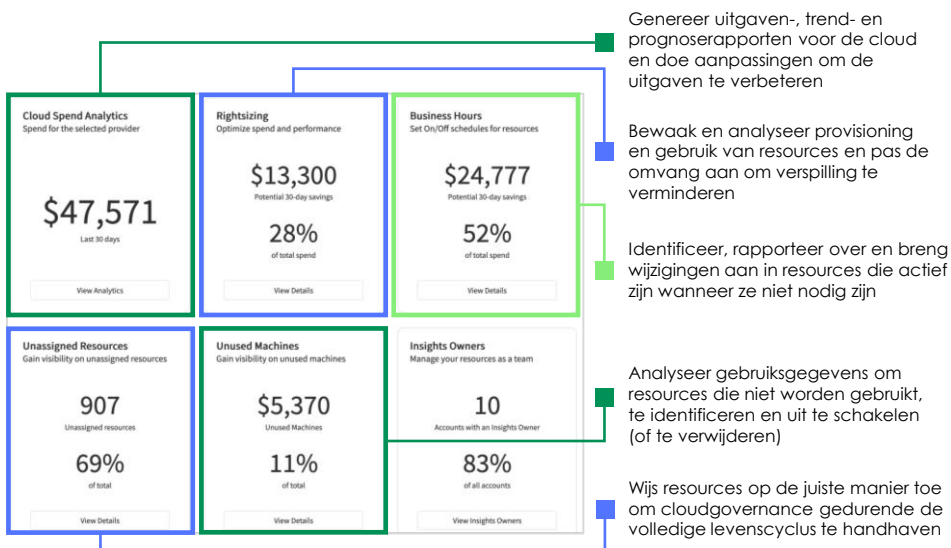 Genereer uitgaven-, trend- en
prognoserapporten voor de cloud
en doe aanpassingen om de
uitgaven te verbeteren
Cloud Spend Analytics
Spend for the selected provider
$47,571
Last 30 days
View Analytics
Rightsizing
Optimize spend and performance
$13,300
Potential 30-day savings
28%
of total spend
View Details
Business Hours
Set On/Off schedules for resources
$24,777
Potential 30-day savings
52%
of total spend
View Details
Bewaak en analyseer provisioning
en gebruik van resources en pas de
omvang aan om verspilling te
verminderen
Identificeer, rapporteer over en breng
wijzigingen aan in resources die actief
zijn wanneer ze niet nodig zijn
Unassigned Resources
Gain visibility on unassigned resources
907
Unassigned resources
69%
of total
View Details
Unused Machines
Gain visibility on unused machines
$5,370
Unused Machines
11%
of total
View Details
Insights Owners
Manage your resources as a team
10
Accounts with an Insights Owner
83%
of all accounts
View Insights Owners
Analyseer gebruiksgegevens om
resources die niet worden gebruikt,
te identificeren en uit te schakelen
(of te verwijderen)
Wijs resources op de juiste manier toe
om cloudgovernance gedurende de
volledige levenscyclus te handhaven